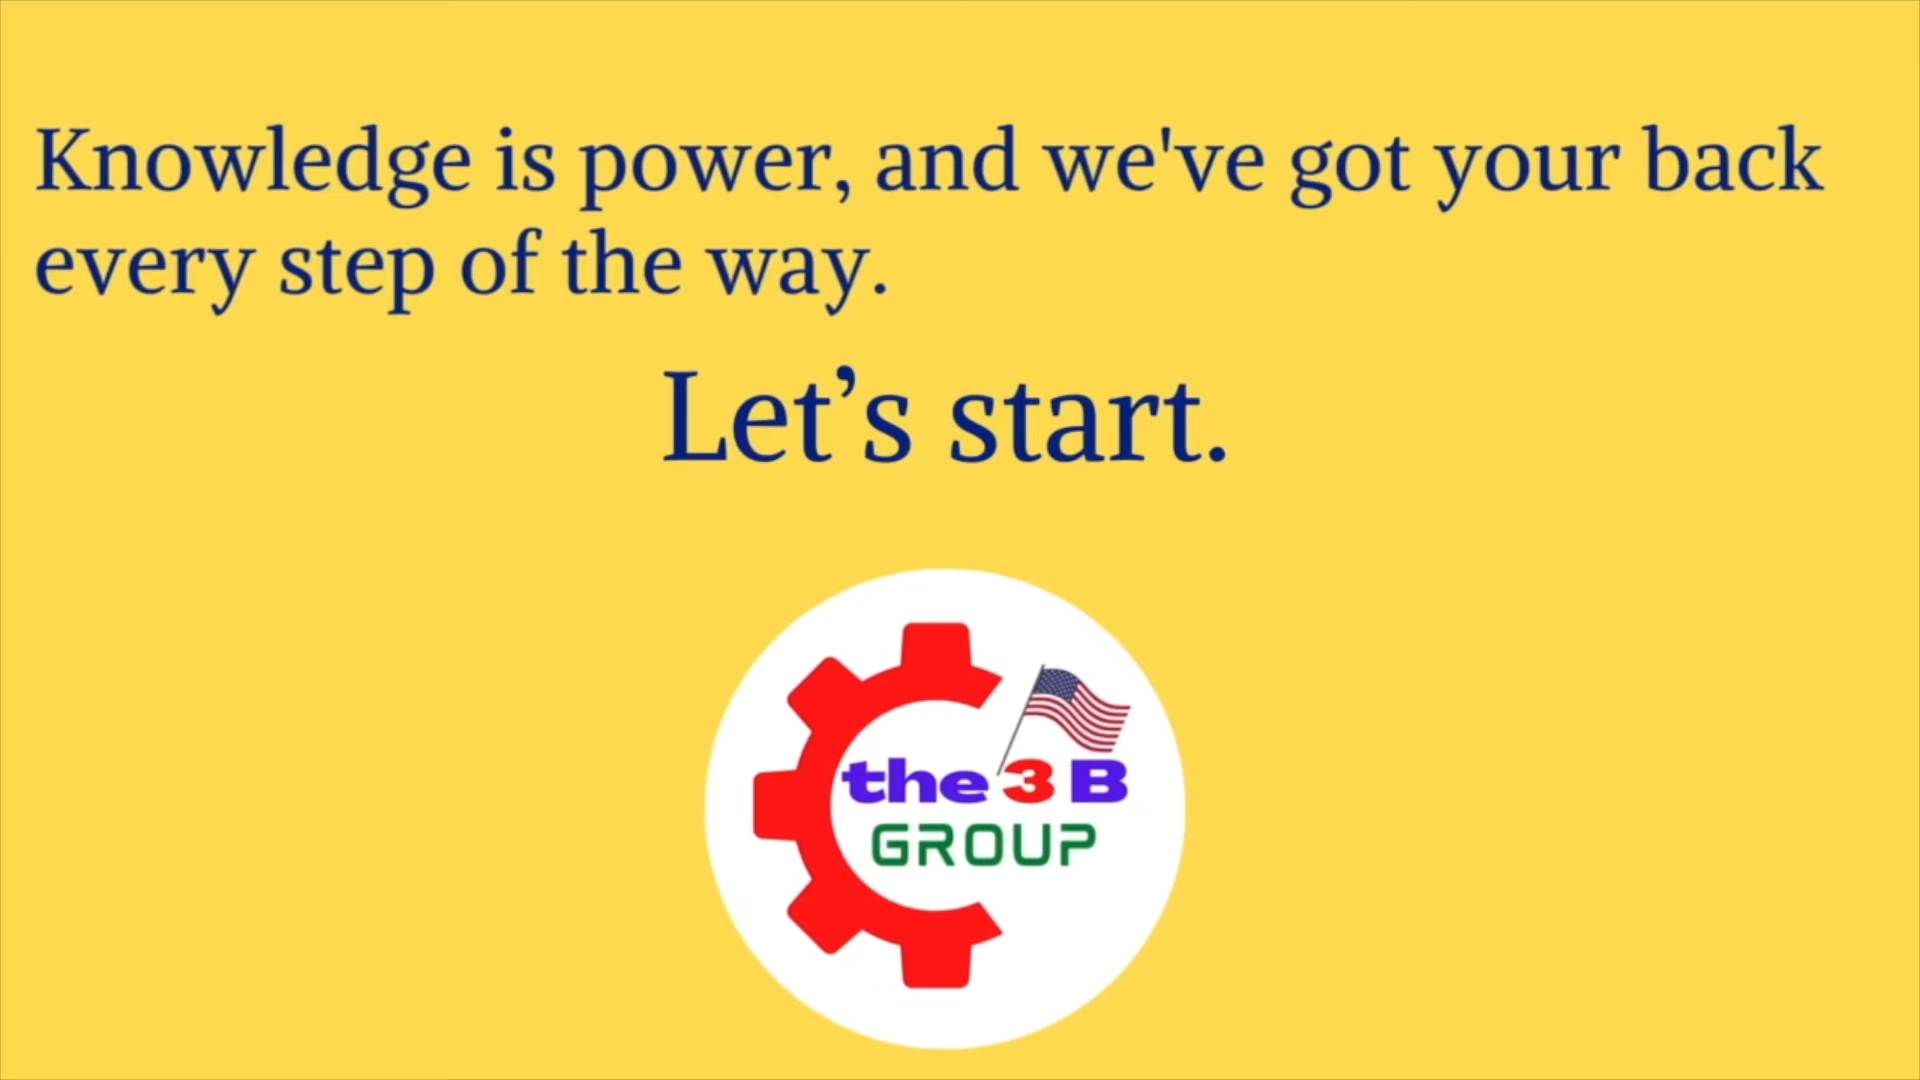 Knowledge is power, and we've got your back
every step of the way.
Let’s start.
the 3 B
GROUP